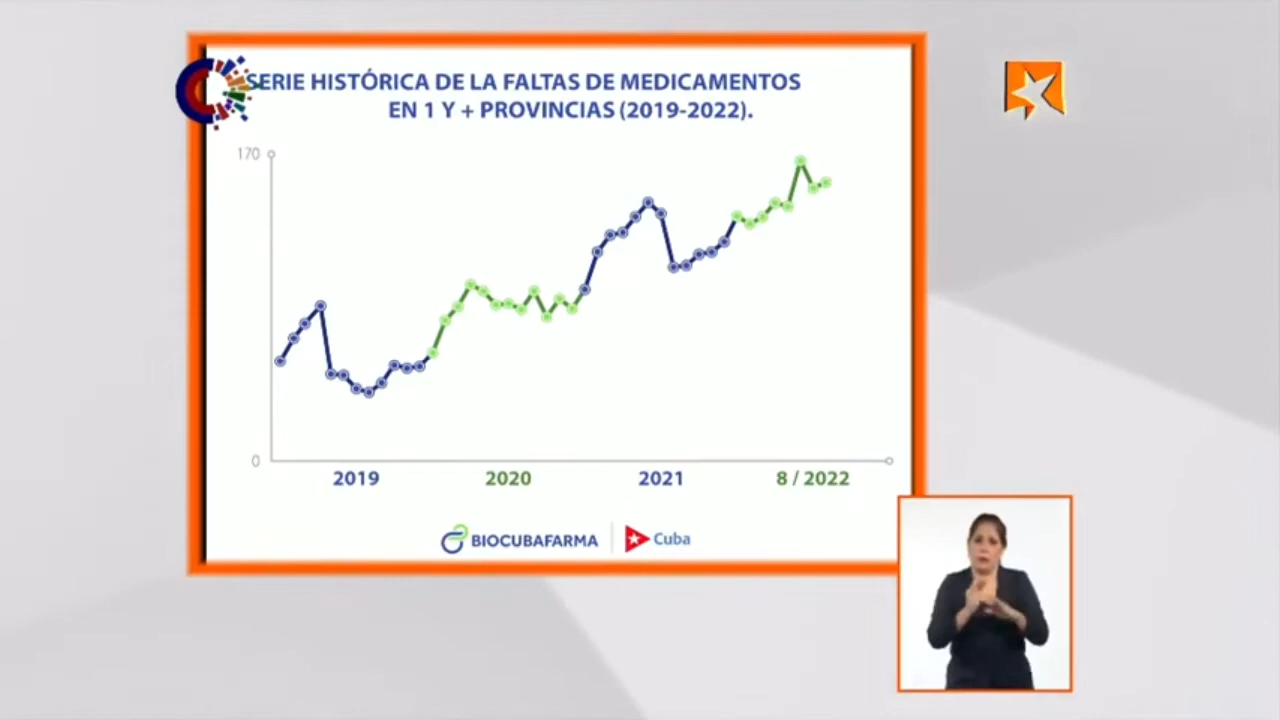 SERIE HISTÓRICA DE LA FALTAS DE MEDICAMENTOS
EN 1 Y + PROVINCIAS (2019-2022).
170
0
2019
2020
2021
8 / 2022
BIOCUBAFARMA
Cuba